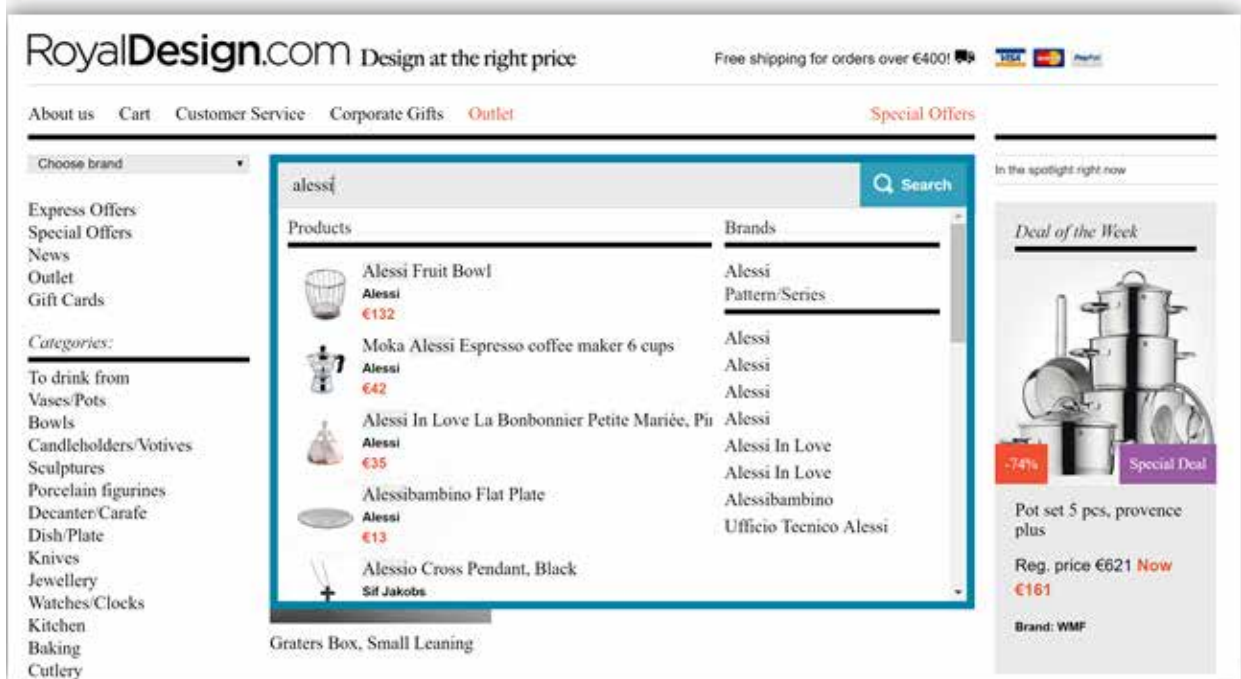 RoyalDesign.com Design at the right price
Free shipping for orders over €400!
VISA
PayPal
About us Cart Customer Service Corporate Gifts Outlet Special Offers
Choose brand
Express Offers
Special Offers
News
Outlet
Gift Cards
Categories:
To drink from
Vases/Pots
Bowls
Candleholders/Votives
Sculptures
Porcelain figurines
Decanter/Carafe
Dish/Plate
Knives
Jewellery
Watches/Clocks
Kitchen
Baking
Cutlery
alessi
Search
Products
Alessi Fruit Bowl
Alessi
€132
Moka Alessi Espresso coffee maker 6 cups
Alessi
€42
Alessi In Love La Bonbonnier Petite Mariée, Pi
Alessi
€35
Alessibambino Flat Plate
Alessi
€13
Alessio Cross Pendant, Black
Sif Jakobs
Brands
Alessi
Pattern/Series
Alessi
Alessi
Alessi
Alessi
Alessi In Love
Alessi In Love
Alessibambino
Ufficio Tecnico Alessi
Graters Box, Small Leaning
In the spotlight right now
Deal of the Week
-74%
Special Deal
Pot set 5 pcs, provence
plus
Reg. price €621 Now
€161
Brand: WMF